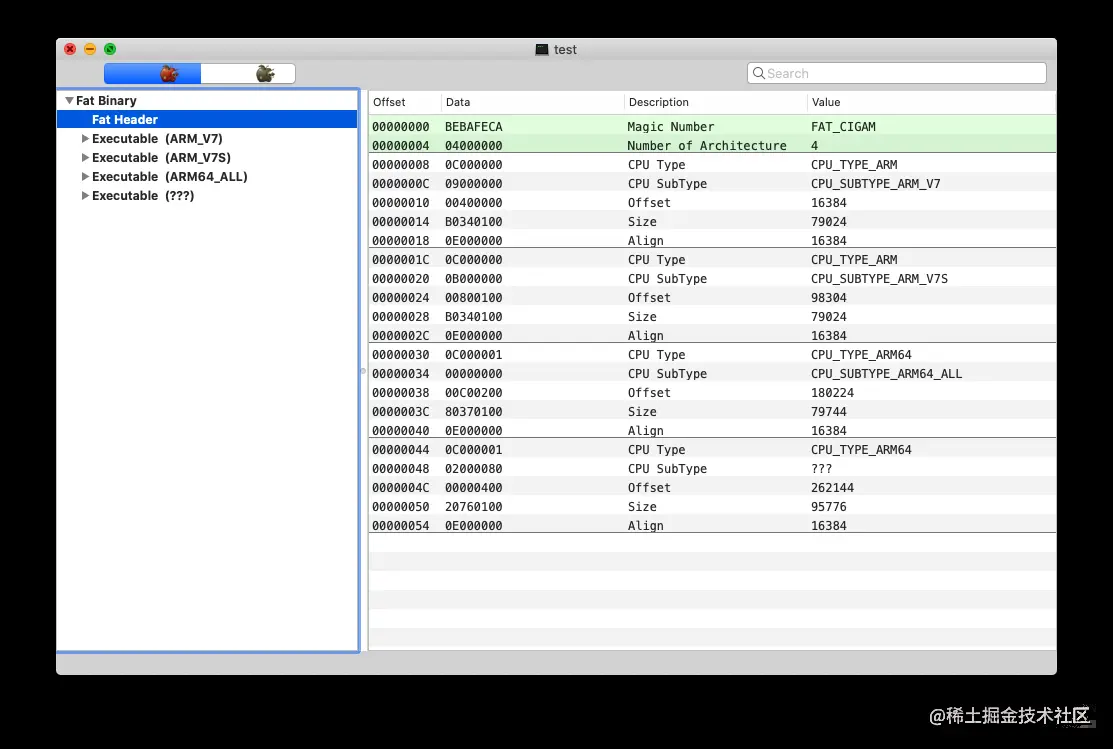 test
Search
Fat Binary
Fat Header
Executable (ARM_V7)
Executable (ARM_V7S)
Executable (ARM64_ALL)
Executable (???)
Offset Data Description Value
00000000 BEBAFECA Magic Number FAT_CIGAM
00000004 04000000 Number of Architecture 4
00000008 0C000000 CPU Type CPU_TYPE_ARM
0000000C 09000000 CPU SubType CPU_SUBTYPE_ARM_V7
00000010 00400000 Offset 16384
00000014 B0340100 Size 79024
00000018 0E000000 Align 16384
0000001C 0C000000 CPU Type CPU_TYPE_ARM
00000020 0B000000 CPU SubType CPU_SUBTYPE_ARM_V7S
00000024 00800100 Offset 98304
00000028 B0340100 Size 79024
0000002C 0E000000 Align 16384
00000030 0C000001 CPU Type CPU_TYPE_ARM64
00000034 00000000 CPU SubType CPU_SUBTYPE_ARM64_ALL
00000038 00C00200 Offset 180224
0000003C 80370100 Size 79744
00000040 0E000000 Align 16384
00000044 0C000001 CPU Type CPU_TYPE_ARM64
00000048 02000080 CPU SubType ???
0000004C 00000400 Offset 262144
00000050 20760100 Size 95776
00000054 0E000000 Align 16384
@稀土掘金技术社区